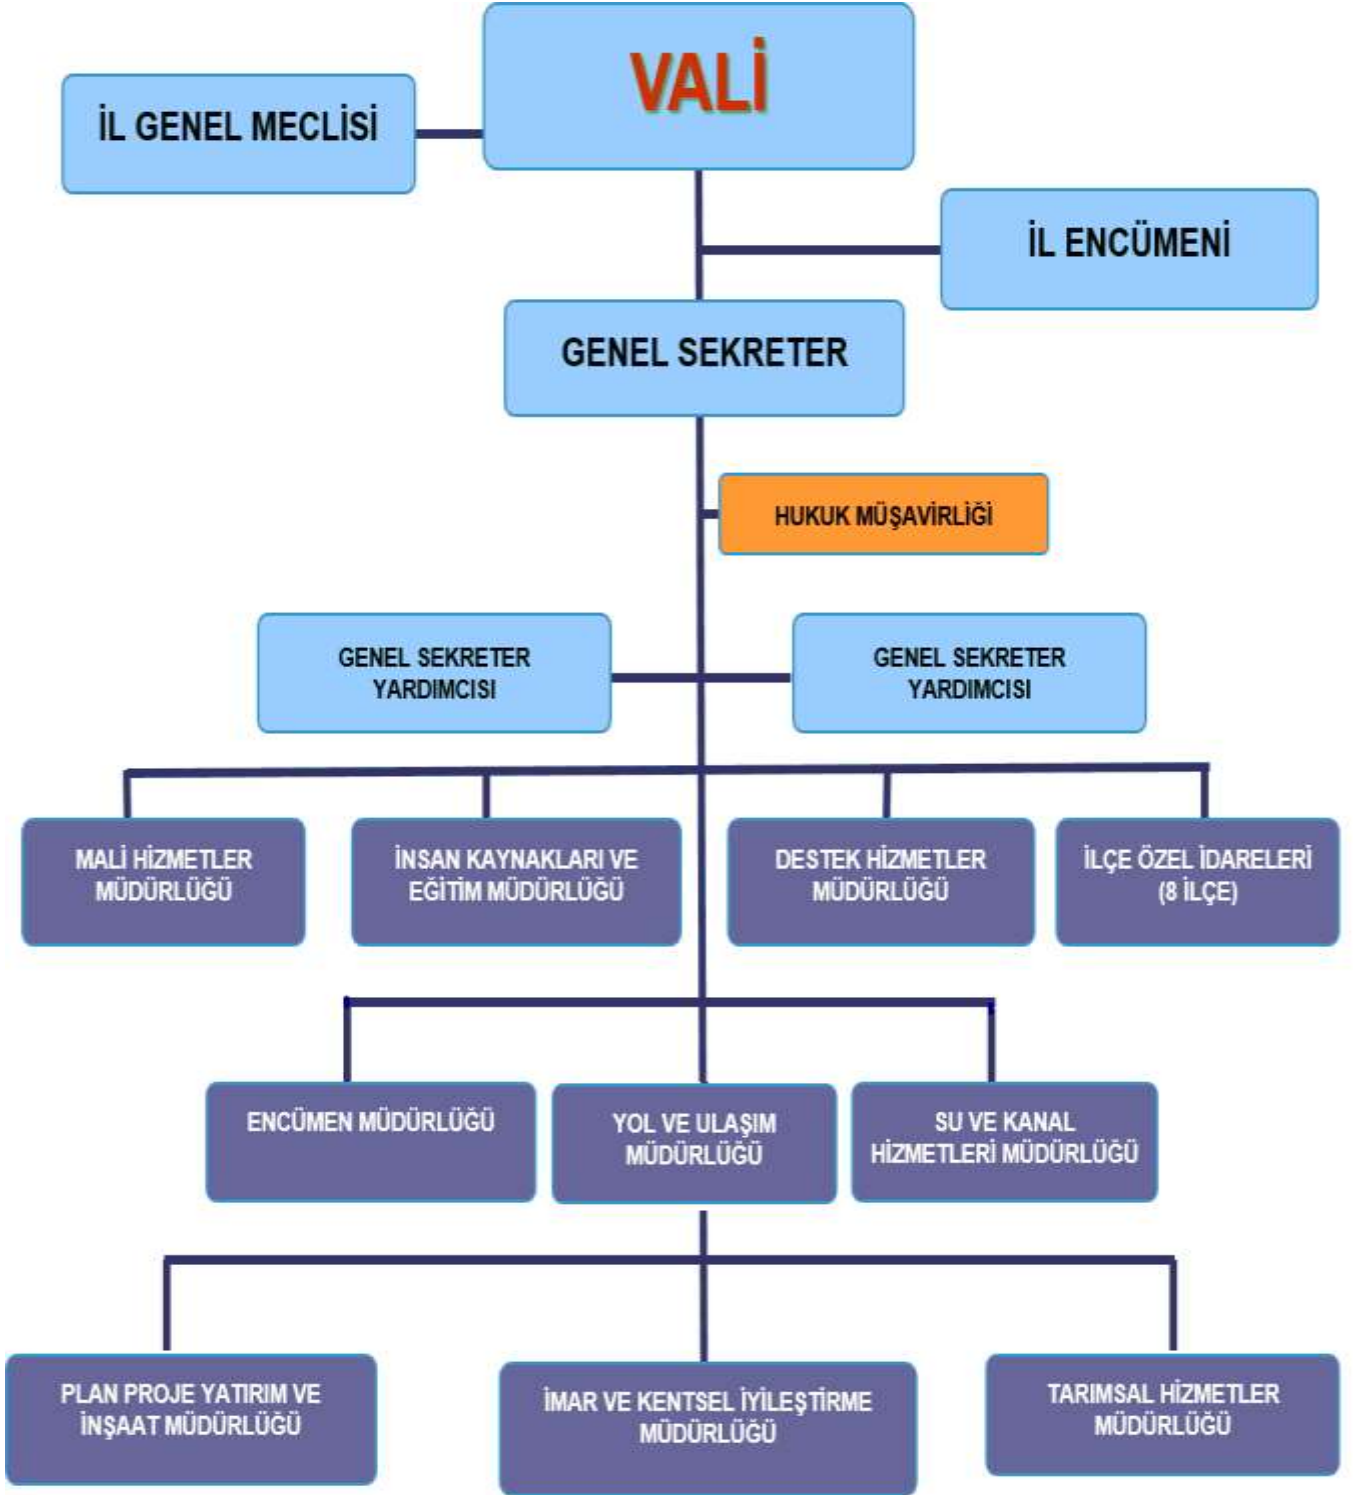 VALİ
İL GENEL MECLİSİ
İL ENCÜMENİ
GENEL SEKRETER
HUKUK MÜŞAVİRLİĞİ
GENEL SEKRETER
YARDIMCISI
GENEL SEKRETER
YARDIMCISI
MALİ HİZMETLER
MÜDÜRLÜĞÜ
İNSAN KAYNAKLARI VE
EĞİTİM MÜDÜRLÜĞÜ
DESTEK HİZMETLER
MÜDÜRLÜĞÜ
İLÇE ÖZEL İDARELERİ
(8 İLÇE)
ENCÜMEN MÜDÜRLÜĞÜ
YOL VE ULAŞIM
MÜDÜRLÜĞÜ
SU VE KANAL
HİZMETLERİ MÜDÜRLÜĞÜ
PLAN PROJE YATIRIM VE
İNŞAAT MÜDÜRLÜĞÜ
İMAR VE KENTSEL İYİLEŞTİRME
MÜDÜRLÜĞÜ
TARIMSAL HİZMETLER
MÜDÜRLÜĞÜ